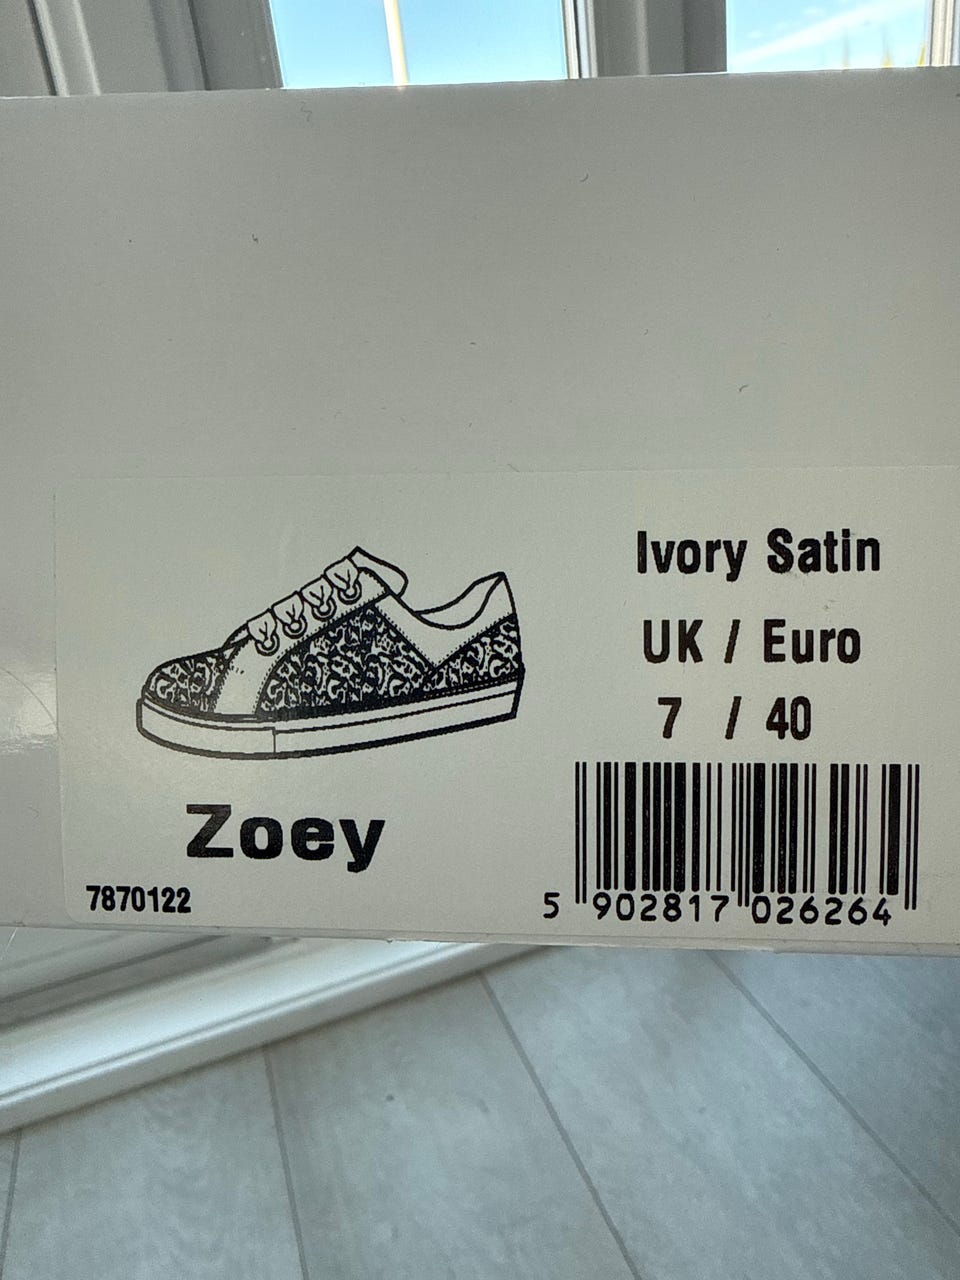 Ivory Satin
UK / Euro
7 / 40
Zoey
7870122
5 902817 026264